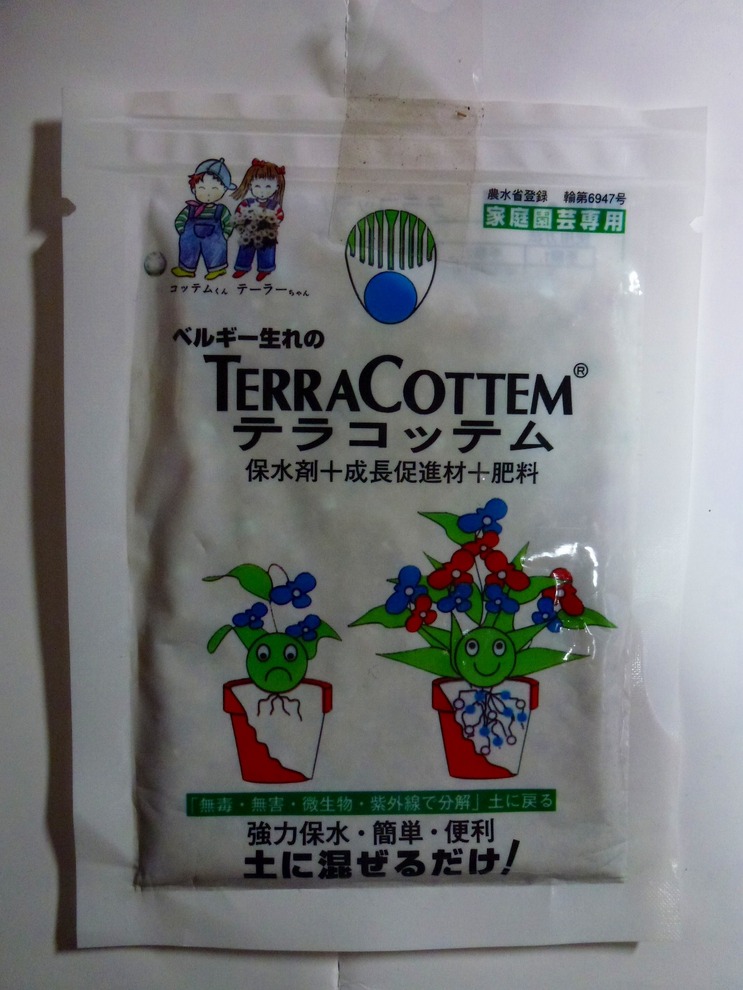 農水省登録 輸第6947号
家庭園芸専用
コッテムくん テーラーちゃん
ベルギー生れの
TERRACOTTEM®
テラコッテム
保水剤+成長促進材+肥料
「無毒・無害・微生物・紫外線で分解」土に戻る
強力保水・簡単・便利
土に混ぜるだけ!